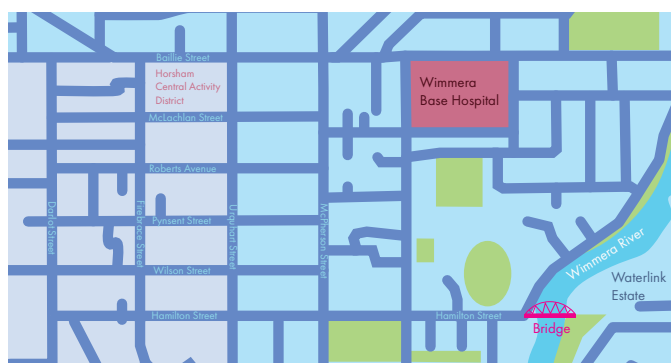 Baillie Street
Horsham
Central Activity
District
Wimmera
Base Hospital
McLachlan Street
Roberts Avenue
Darlot Street
Firebrace Street
Urquhart Street
McPherson Street
Pynsent Street
Wilson Street
Wimmera River
Waterlink
Estate
Hamilton Street
Hamilton Street
Bridge